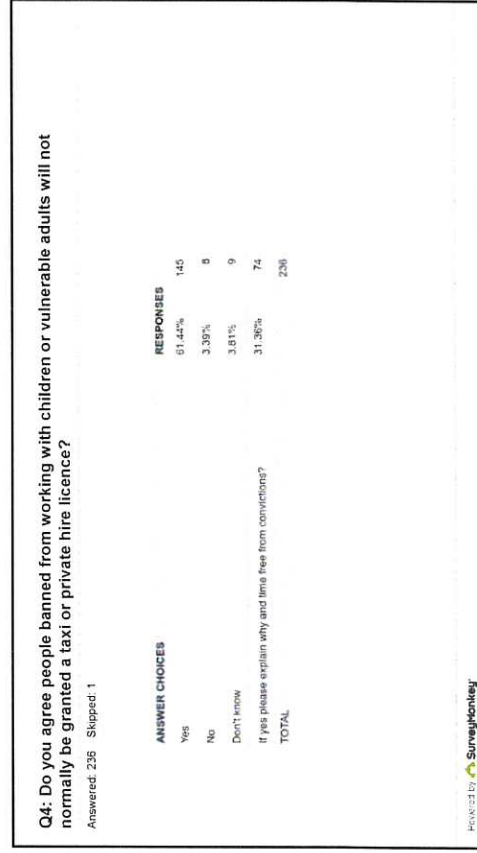 Q4: Do you agree people banned from working with children or vulnerable adults will not
normally be granted a taxi or private hire licence?
Answered: 236 Skipped: 1
ANSWER CHOICES RESPONSES
Yes 61.44% 145
No 3.39% 8
Don't know 3.81% 9
If yes please explain why and time free from convictions? 31.36% 74
TOTAL 236
Powered by SurveyMonkey